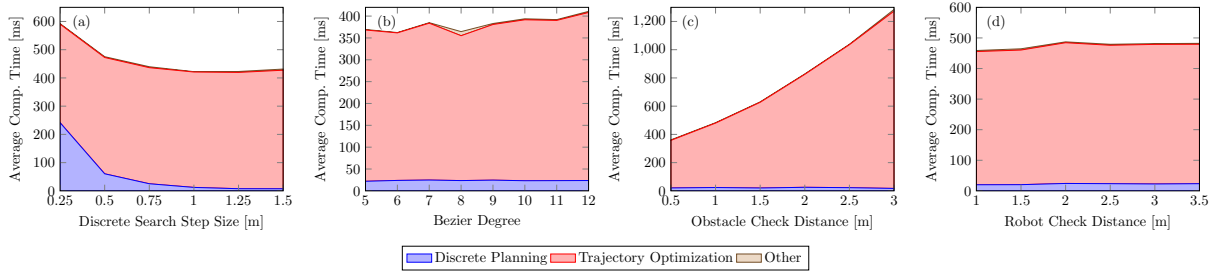 (a)
Average Comp. Time [ms]
600
500
400
300
200
100
0
0.25 0.5 0.75 1 1.25 1.5
Discrete Search Step Size [m]
(b)
Average Comp. Time [ms]
400
350
300
250
200
150
100
50
0
5 6 7 8 9 10 11 12
Bezier Degree
(c)
Average Comp. Time [ms]
1,200
1,000
800
600
400
200
0
0.5 1 1.5 2 2.5 3
Obstacle Check Distance [m]
(d)
Average Comp. Time [ms]
600
500
400
300
200
100
0
1 1.5 2 2.5 3 3.5
Robot Check Distance [m]
Discrete Planning Trajectory Optimization Other